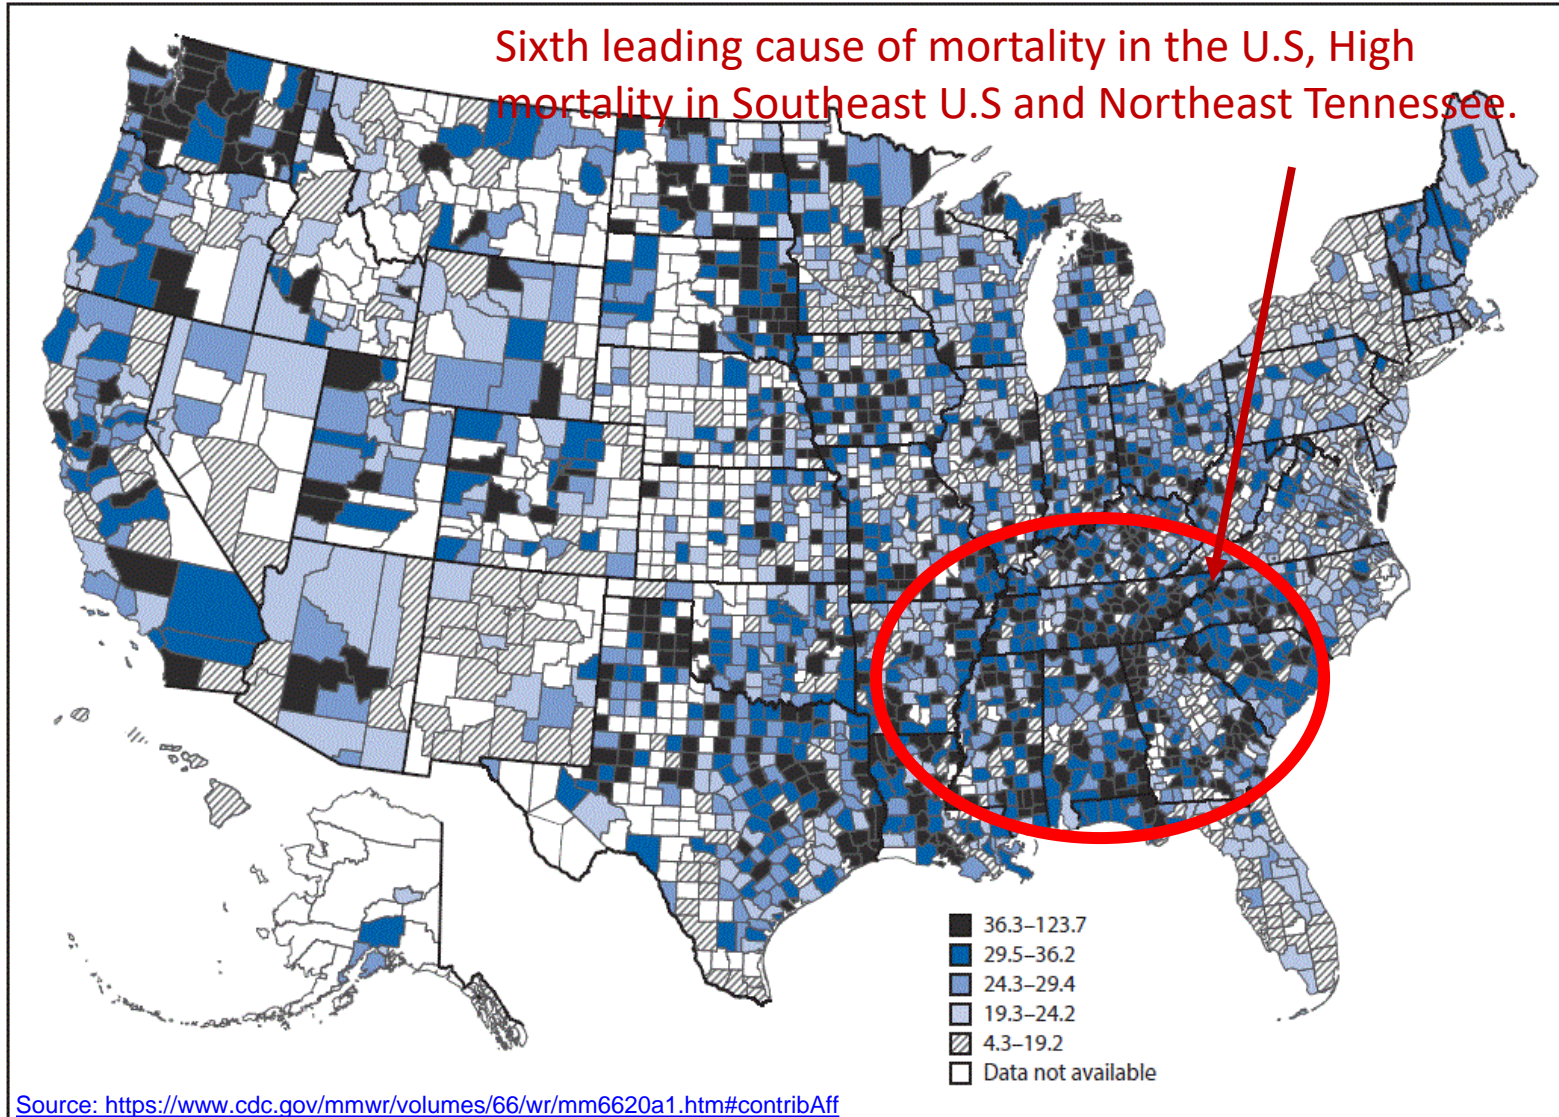 Sixth leading cause of mortality in the U.S, High
mortality in Southeast U.S and Northeast Tennessee.
36.3–123.7
29.5–36.2
24.3–29.4
19.3–24.2
4.3–19.2
Data not available
Source: https://www.cdc.gov/mmwr/volumes/66/wr/mm6620a1.htm#contribAff